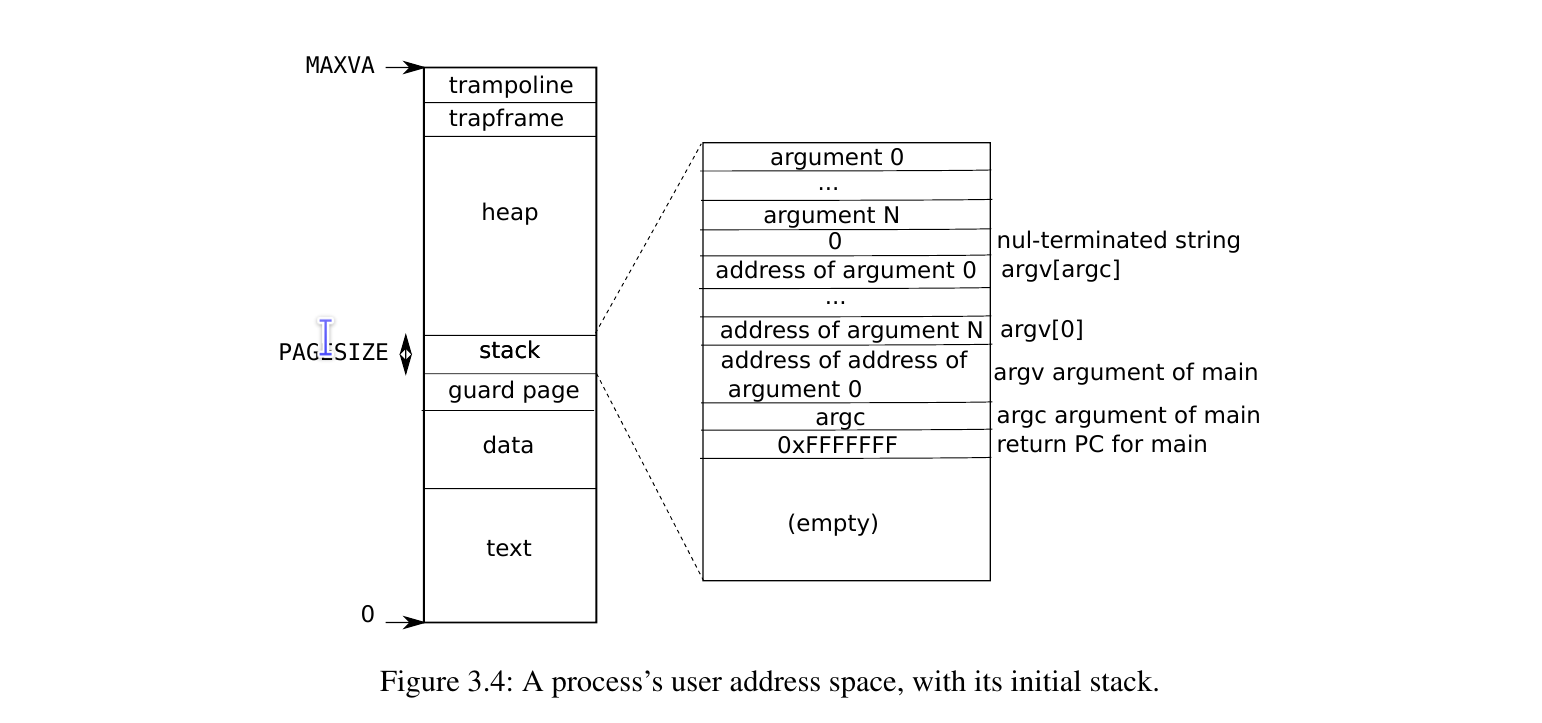 MAXVA
trampoline
trapframe
heap
PAGESIZE
stack
guard page
data
text
0
argument 0
...
argument N
0 nul-terminated string
address of argument 0 argv[argc]
...
address of argument N argv[0]
address of address of
argument 0
argv argument of main
argc argc argument of main
0xFFFFFFF return PC for main
(empty)
Figure 3.4: A process’s user address space, with its initial stack.